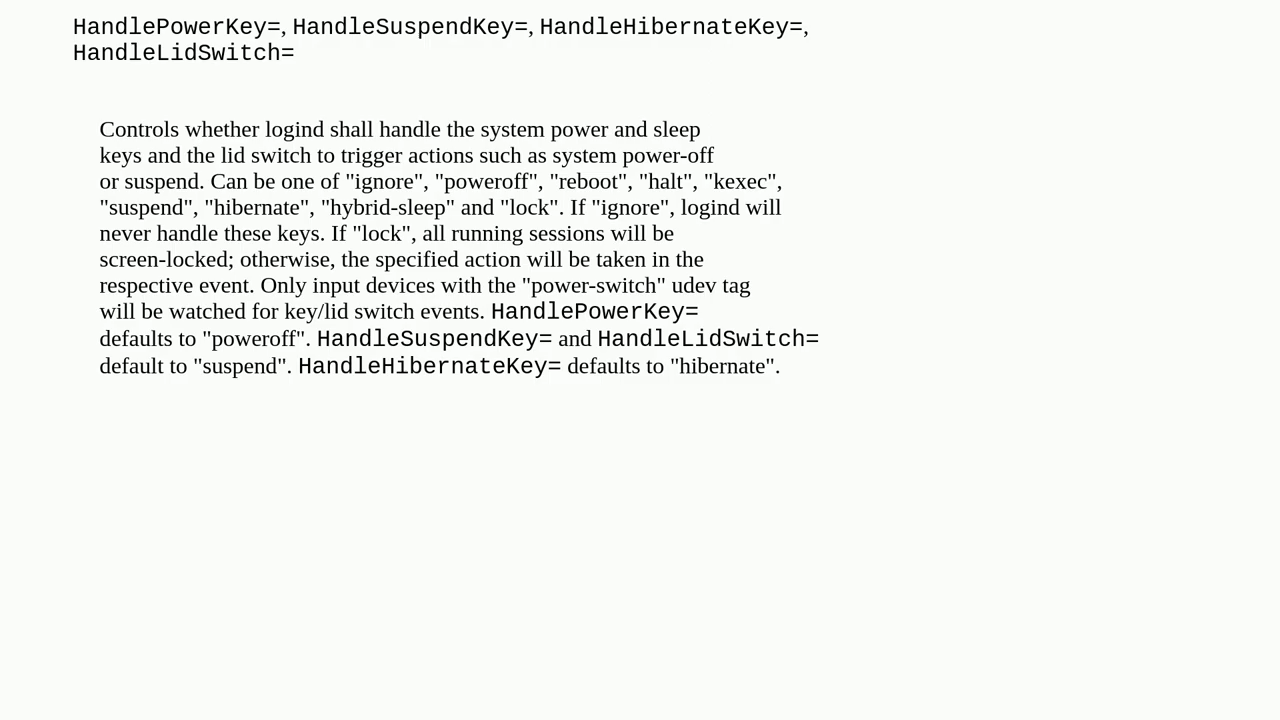 HandlePowerKey=, HandleSuspendKey=, HandleHibernateKey=,
HandleLidSwitch=
Controls whether logind shall handle the system power and sleep
keys and the lid switch to trigger actions such as system power-off
or suspend. Can be one of "ignore", "poweroff", "reboot", "halt", "kexec",
"suspend", "hibernate", "hybrid-sleep" and "lock". If "ignore", logind will
never handle these keys. If "lock", all running sessions will be
screen-locked; otherwise, the specified action will be taken in the
respective event. Only input devices with the "power-switch" udev tag
will be watched for key/lid switch events. HandlePowerKey=
defaults to "poweroff". HandleSuspendKey= and HandleLidSwitch=
default to "suspend". HandleHibernateKey= defaults to "hibernate".